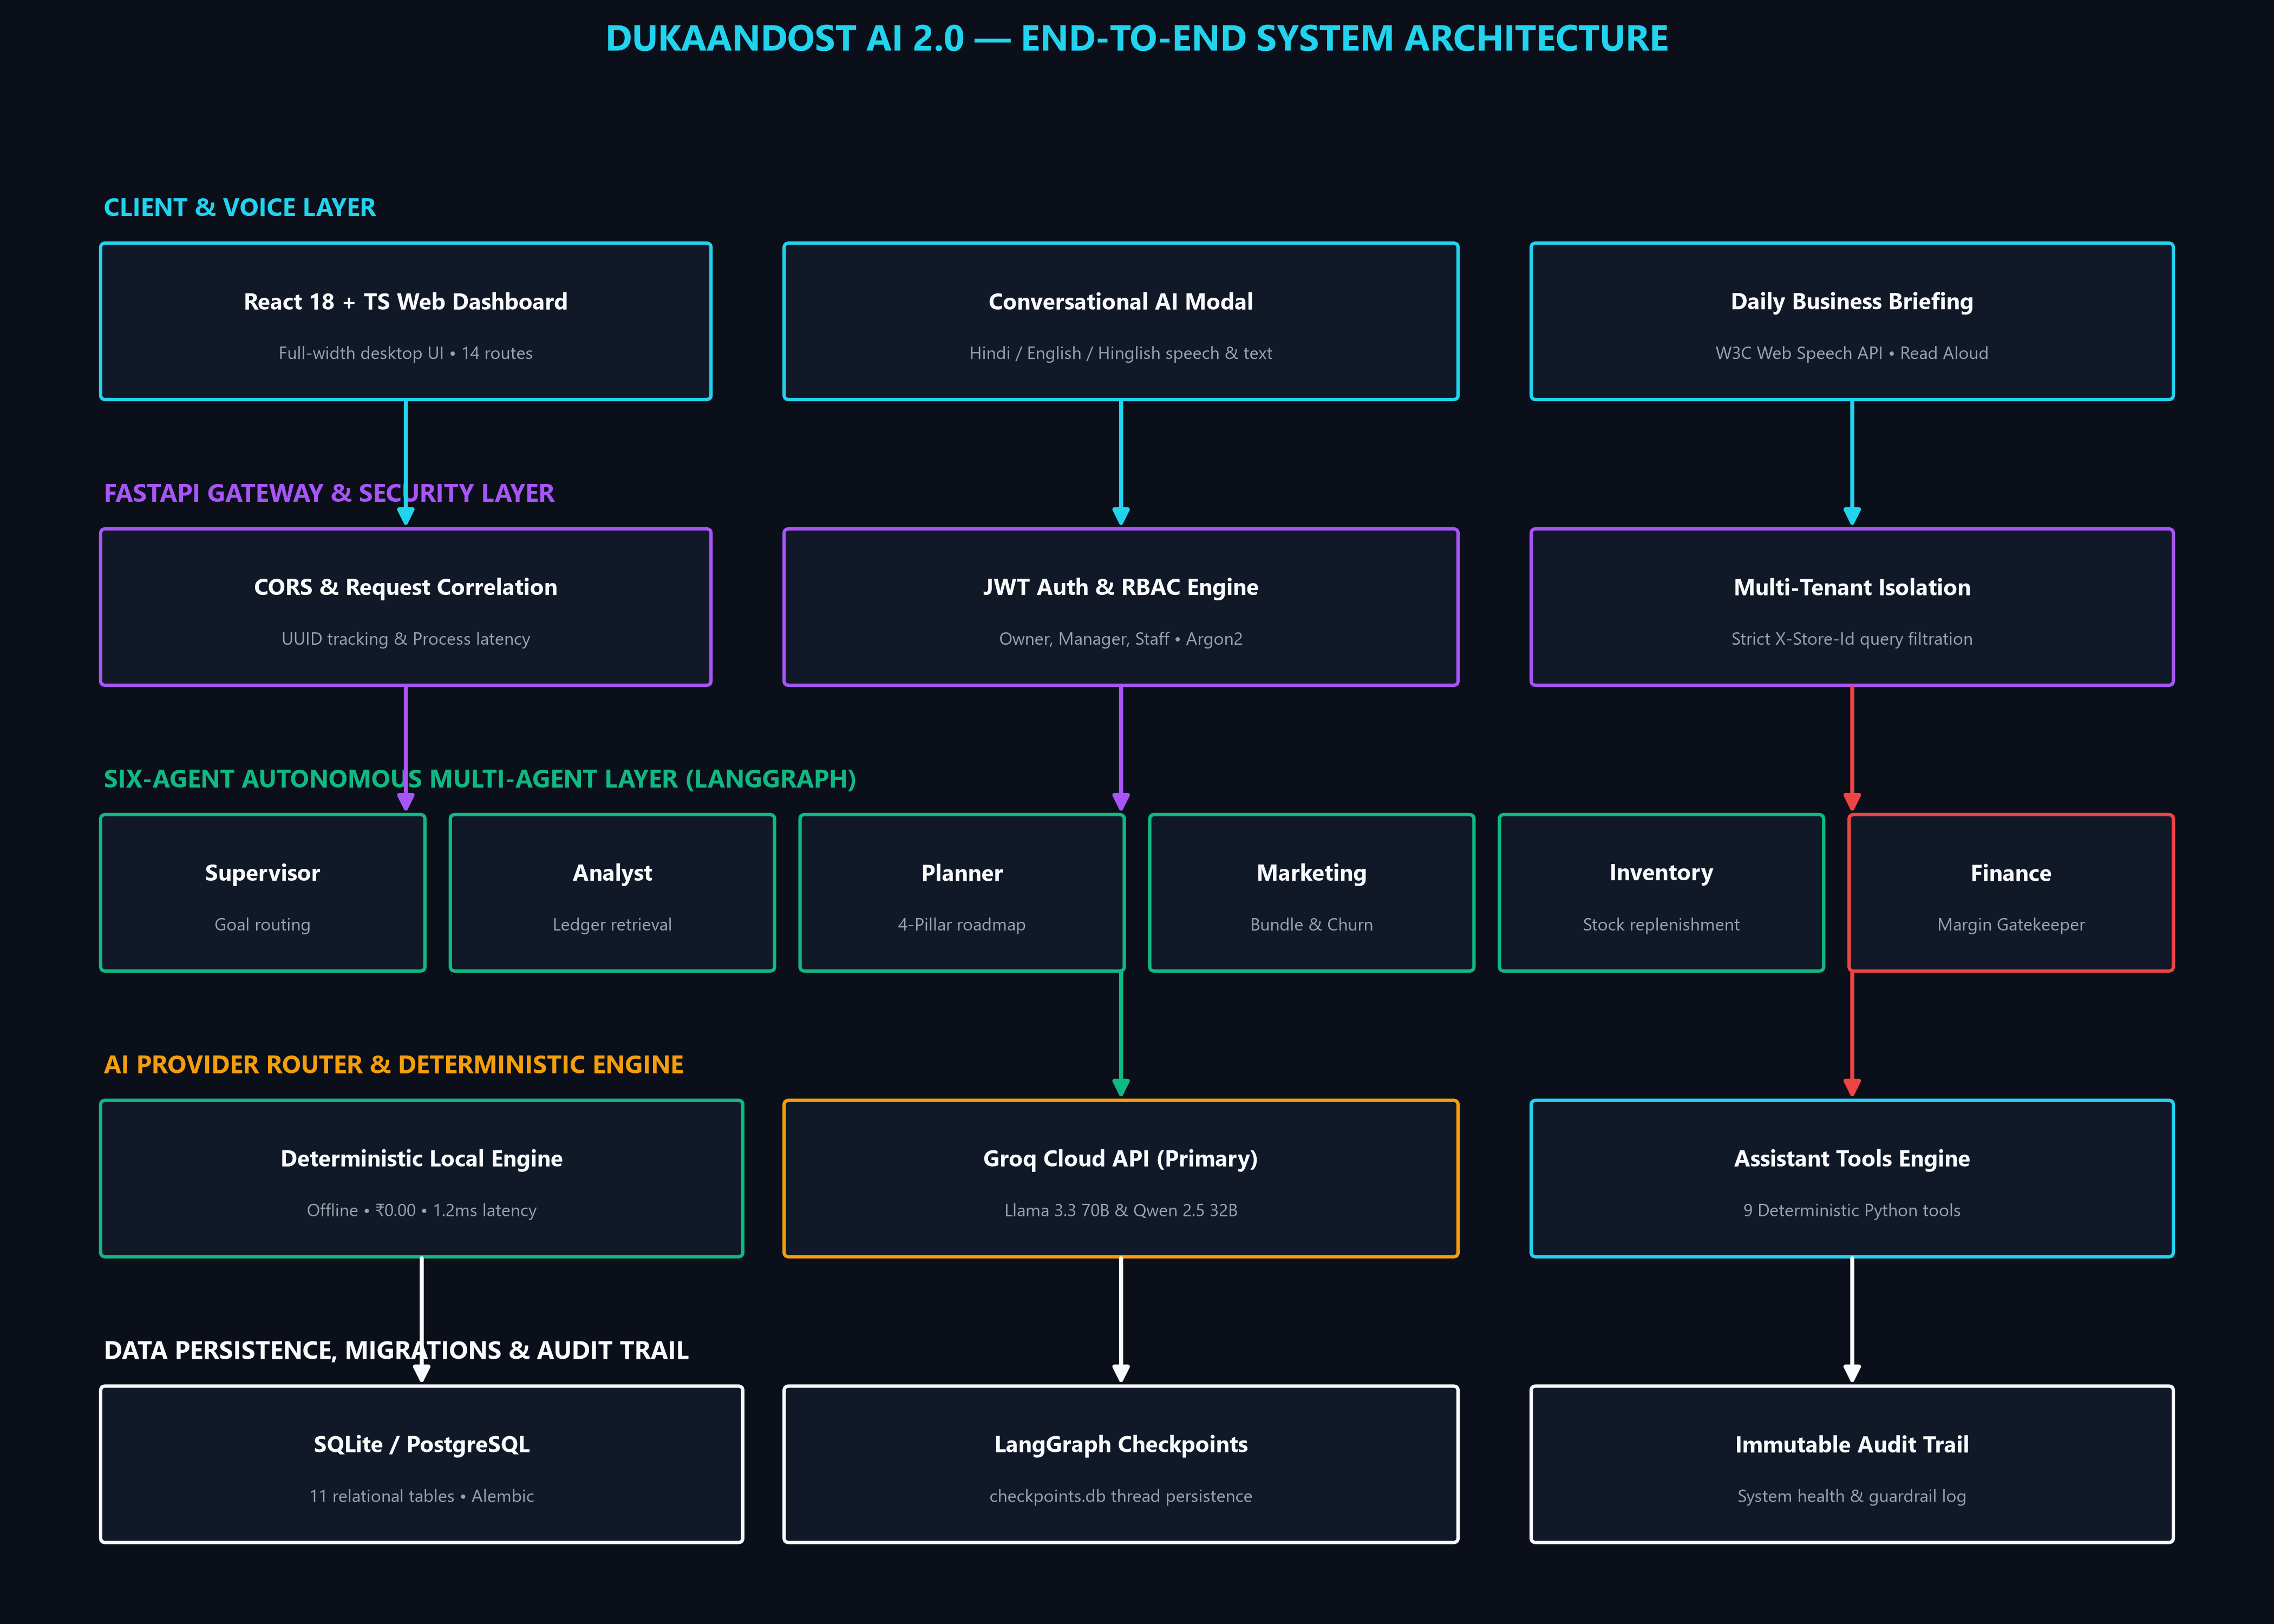 DUKAANDOST AI 2.0 — END-TO-END SYSTEM ARCHITECTURE
CLIENT & VOICE LAYER
React 18 + TS Web Dashboard
Full-width desktop UI • 14 routes
Conversational AI Modal
Hindi / English / Hinglish speech & text
Daily Business Briefing
W3C Web Speech API • Read Aloud
FASTAPI GATEWAY & SECURITY LAYER
CORS & Request Correlation
UUID tracking & Process latency
JWT Auth & RBAC Engine
Owner, Manager, Staff • Argon2
Multi-Tenant Isolation
Strict X-Store-Id query filtration
SIX-AGENT AUTONOMOUS MULTI-AGENT LAYER (LANGGRAPH)
Supervisor
Goal routing
Analyst
Ledger retrieval
Planner
4-Pillar roadmap
Marketing
Bundle & Churn
Inventory
Stock replenishment
Finance
Margin Gatekeeper
AI PROVIDER ROUTER & DETERMINISTIC ENGINE
Deterministic Local Engine
Offline • ₹0.00 • 1.2ms latency
Groq Cloud API (Primary)
Llama 3.3 70B & Qwen 2.5 32B
Assistant Tools Engine
9 Deterministic Python tools
DATA PERSISTENCE, MIGRATIONS & AUDIT TRAIL
SQLite / PostgreSQL
11 relational tables • Alembic
LangGraph Checkpoints
checkpoints.db thread persistence
Immutable Audit Trail
System health & guardrail log